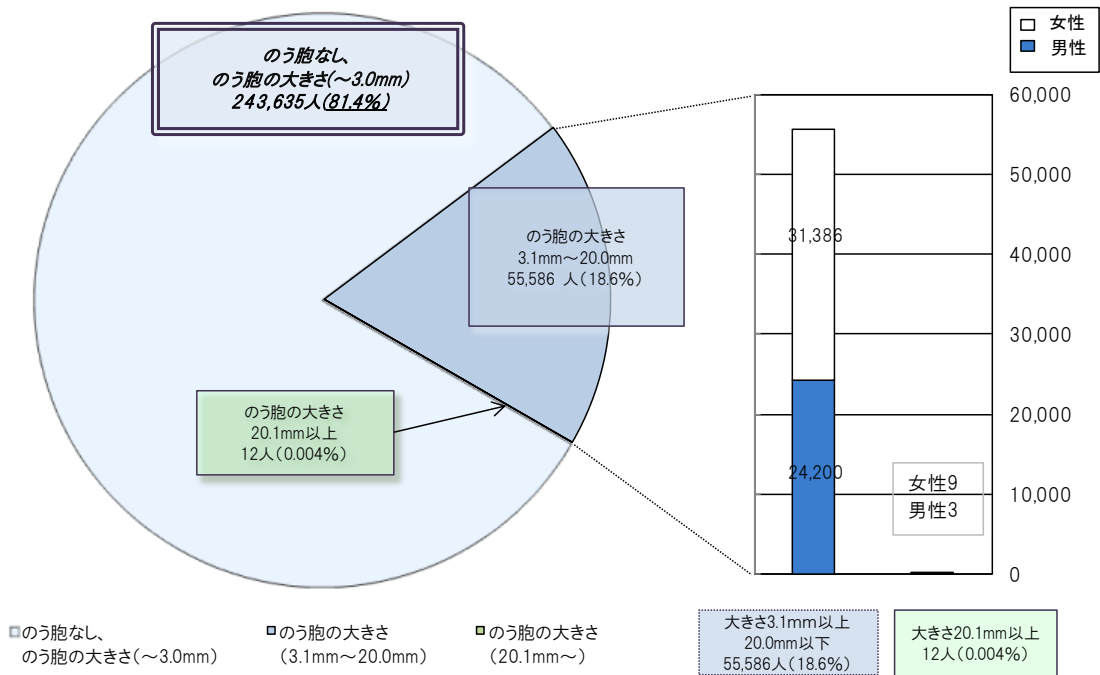 のう胞なし、
のう胞の大きさ(～3.0mm)
243,635人(81.4%)
のう胞の大きさ
3.1mm～20.0mm
55,586 人(18.6%)
のう胞の大きさ
20.1mm以上
12人(0.004%)
女性
男性
60,000
50,000
40,000
30,000
20,000
10,000
0
31,386
24,200
女性9
男性3
のう胞なし、
のう胞の大きさ(～3.0mm)
のう胞の大きさ
(3.1mm～20.0mm)
のう胞の大きさ
(20.1mm～)
大きさ3.1mm以上
20.0mm以下
55,586人(18.6%)
大きさ20.1mm以上
12人(0.004%)